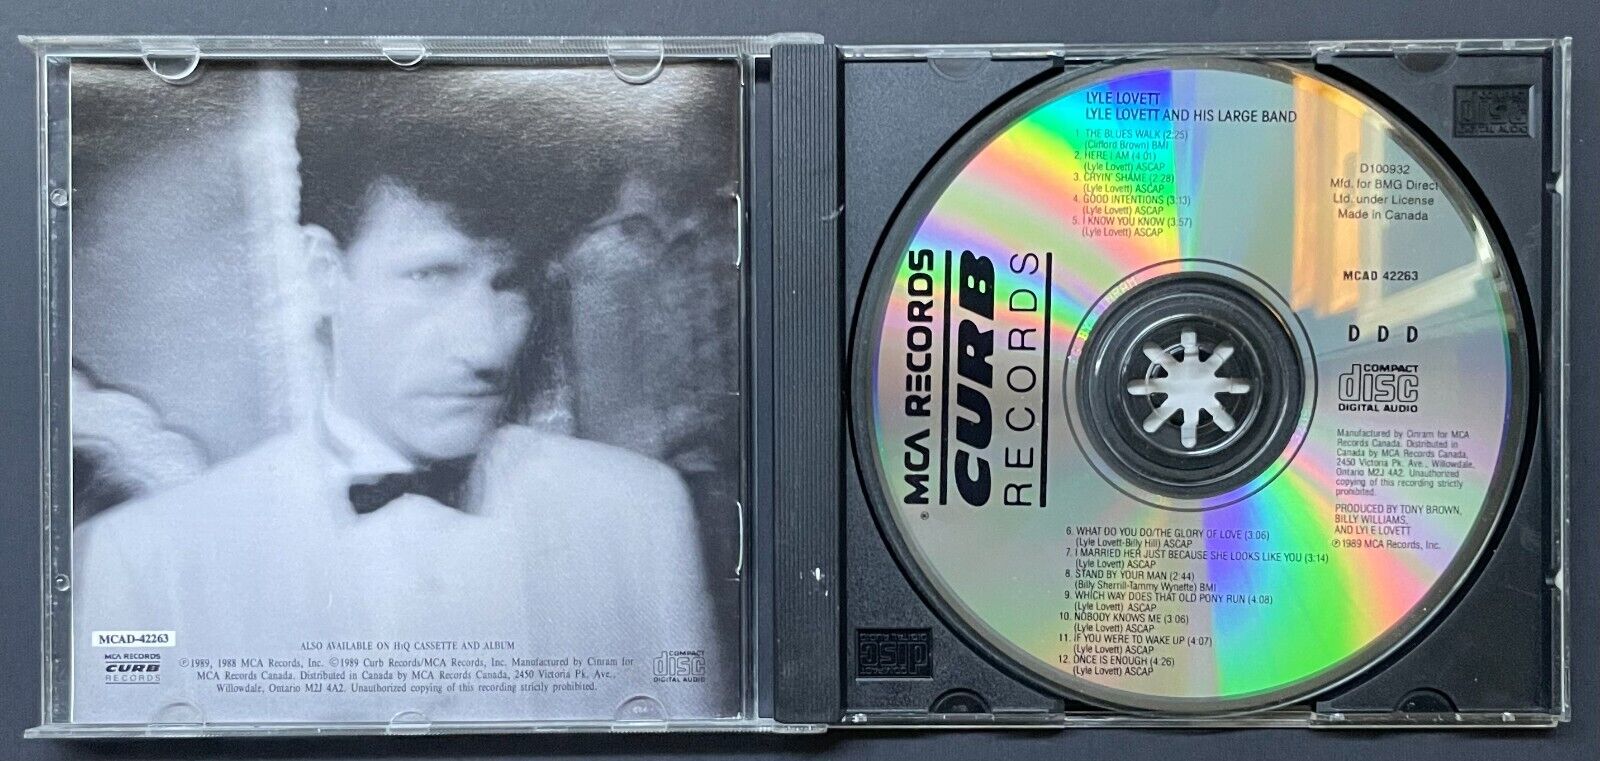 MCAD-42263
MCA RECORDS
CURB
RECORDS
ALSO AVAILABLE ON HiQ CASSETTE AND ALBUM
℗1989, 1988 MCA Records, Inc. ©1989 Curb Records/MCA Records, Inc. Manufactured by Cinram for
MCA Records Canada. Distributed in Canada by MCA Records Canada, 2450 Victoria Pk. Ave.,
Willowdale, Ontario M2J 4A2. Unauthorized copying of this recording strictly prohibited.
COMPACT
disc
DIGITAL AUDIO
LYLE LOVETT
LYLE LOVETT AND HIS LARGE BAND
1. THE BLUES WALK (2:25)
(Clifford Brown) BMI
2. HERE I AM (4:01)
(Lyle Lovett) ASCAP
3. CRYIN' SHAME (2:28)
(Lyle Lovett) ASCAP
4. GOOD INTENTIONS (3:13)
(Lyle Lovett) ASCAP
5. I KNOW YOU KNOW (3:57)
(Lyle Lovett) ASCAP
D100932
Mfd. for BMG Direct
Ltd. under License
Made in Canada
MCAD 42263
D D D
COMPACT
disc
DIGITAL AUDIO
Manufactured by Cinram for MCA
Records Canada. Distributed in
Canada by MCA Records Canada,
2450 Victoria Pk. Ave., Willowdale,
Ontario M2J 4A2. Unauthorized
copying of this recording strictly
prohibited.
PRODUCED BY TONY BROWN,
BILLY WILLIAMS,
AND LYLE LOVETT
℗1989 MCA Records, Inc.
® MCA RECORDS
CURB
RECORDS
6. WHAT DO YOU DO/THE GLORY OF LOVE (3:06)
(Lyle Lovett-Billy Hill) ASCAP
7. I MARRIED HER JUST BECAUSE SHE LOOKS LIKE YOU (3:14)
(Lyle Lovett) ASCAP
8. STAND BY YOUR MAN (2:44)
(Billy Sherrill-Tammy Wynette) BMI
9. WHICH WAY DOES THAT OLD PONY RUN (4:08)
(Lyle Lovett) ASCAP
10. NOBODY KNOWS ME (3:06)
(Lyle Lovett) ASCAP
11. IF YOU WERE TO WAKE UP (4:07)
(Lyle Lovett) ASCAP
12. ONCE IS ENOUGH (4:26)
(Lyle Lovett) ASCAP
COMPACT
disc
DIGITAL AUDIO
COMPACT
disc
DIGITAL AUDIO